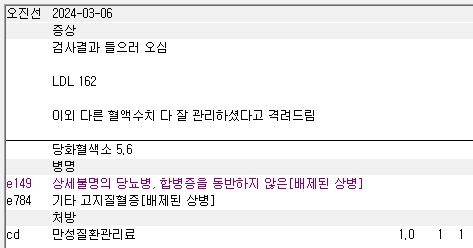 오진선 2024-03-06
증상
검사결과 들으러 오심
LDL 162
이외 다른 혈액수치 다 잘 관리하셨다고 격려드림
당화혈색소 5.6
병명
e149 상세불명의 당뇨병, 합병증을 동반하지 않은[배제된 상병]
e784 기타 고지질혈증[배제된 상병]
처방
cd 만성질환관리료 1.0 1 1